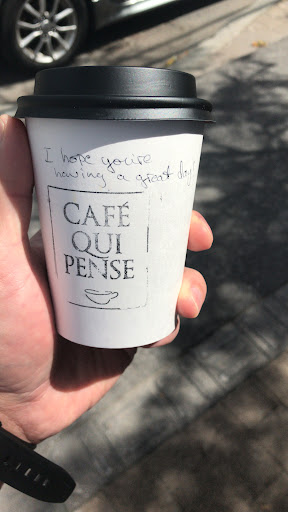 I hope you're
having a great day!
CAFÉ
QUI
PENSE